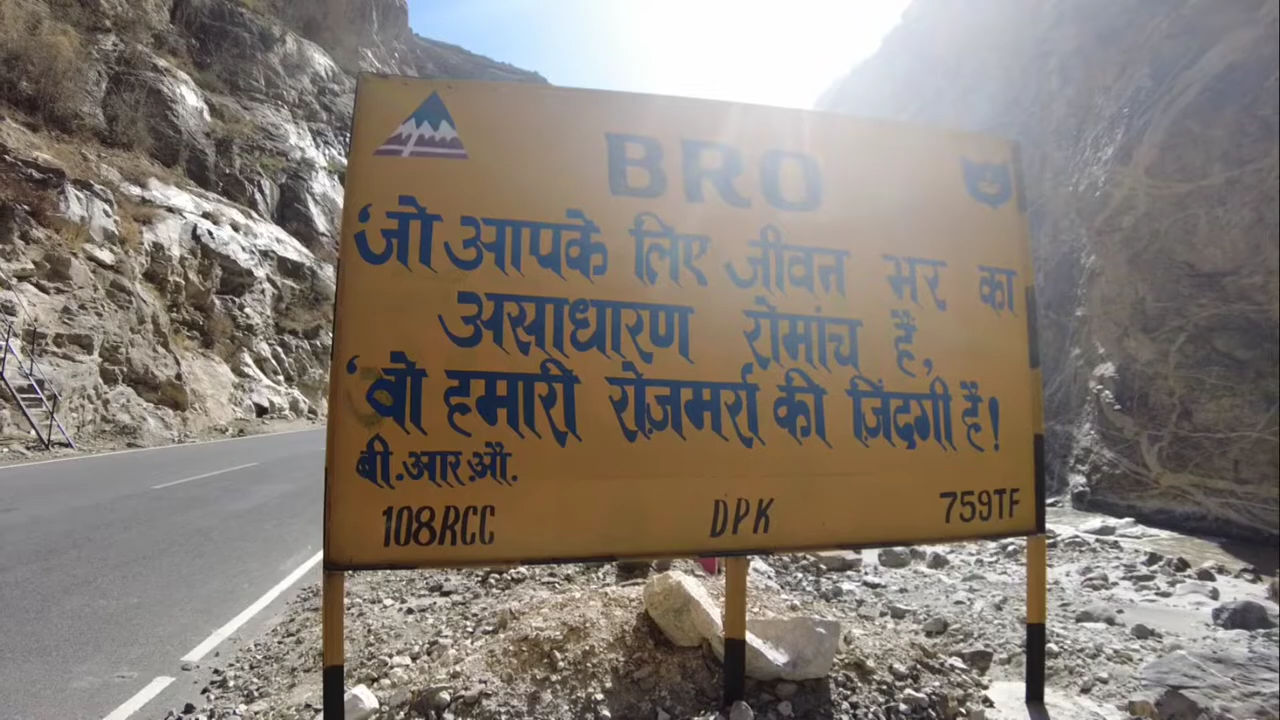 BRO
‘जो आपके लिए जीवन भर का
असाधारण रोमांच है,
‘वो हमारी रोज़मर्रा की ज़िंदगी है!
बी.आर.ओ.
108RCC DPK 759TF